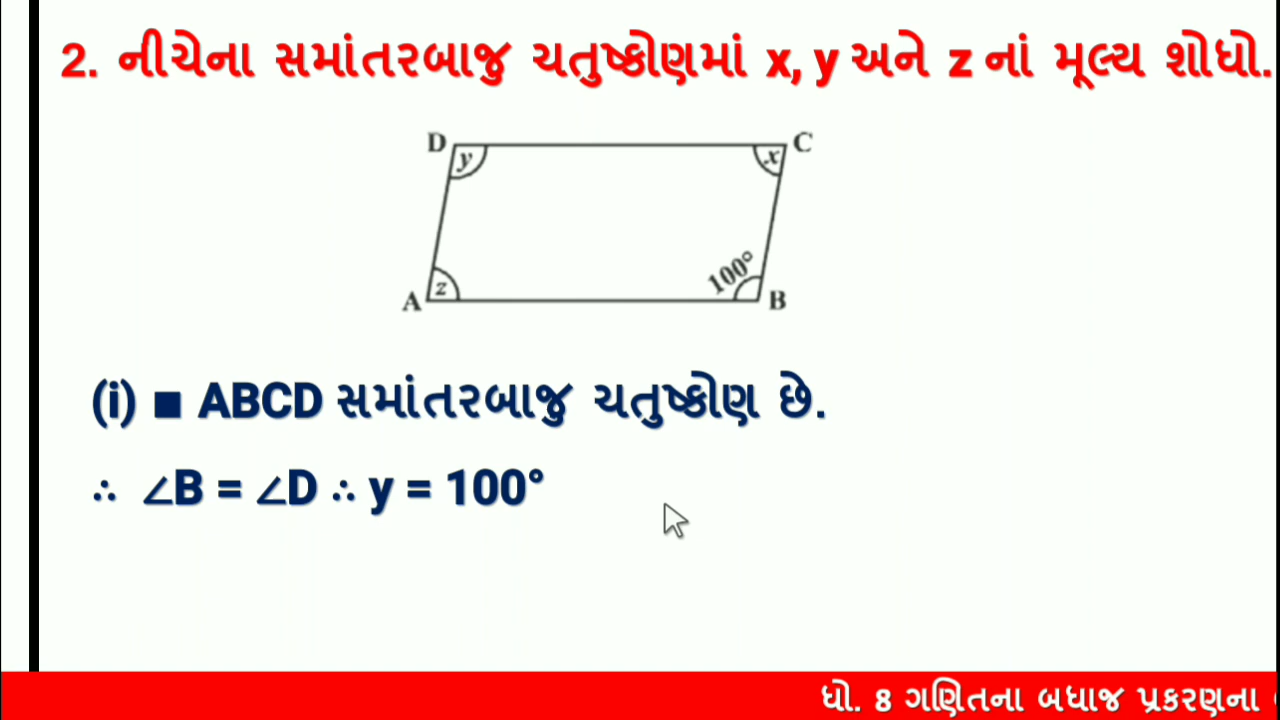 2. નીચેના સમાંતરબાજુ ચતુષ્કોણમાં x, y અને z નાં મૂલ્ય શોધો.
D y x C
A z 100° B
(i) ■ ABCD સમાંતરબાજુ ચતુષ્કોણ છે.
∴ ∠B = ∠D ∴ y = 100°
ધો. 8 ગણિતના બધાજ પ્રકરણના